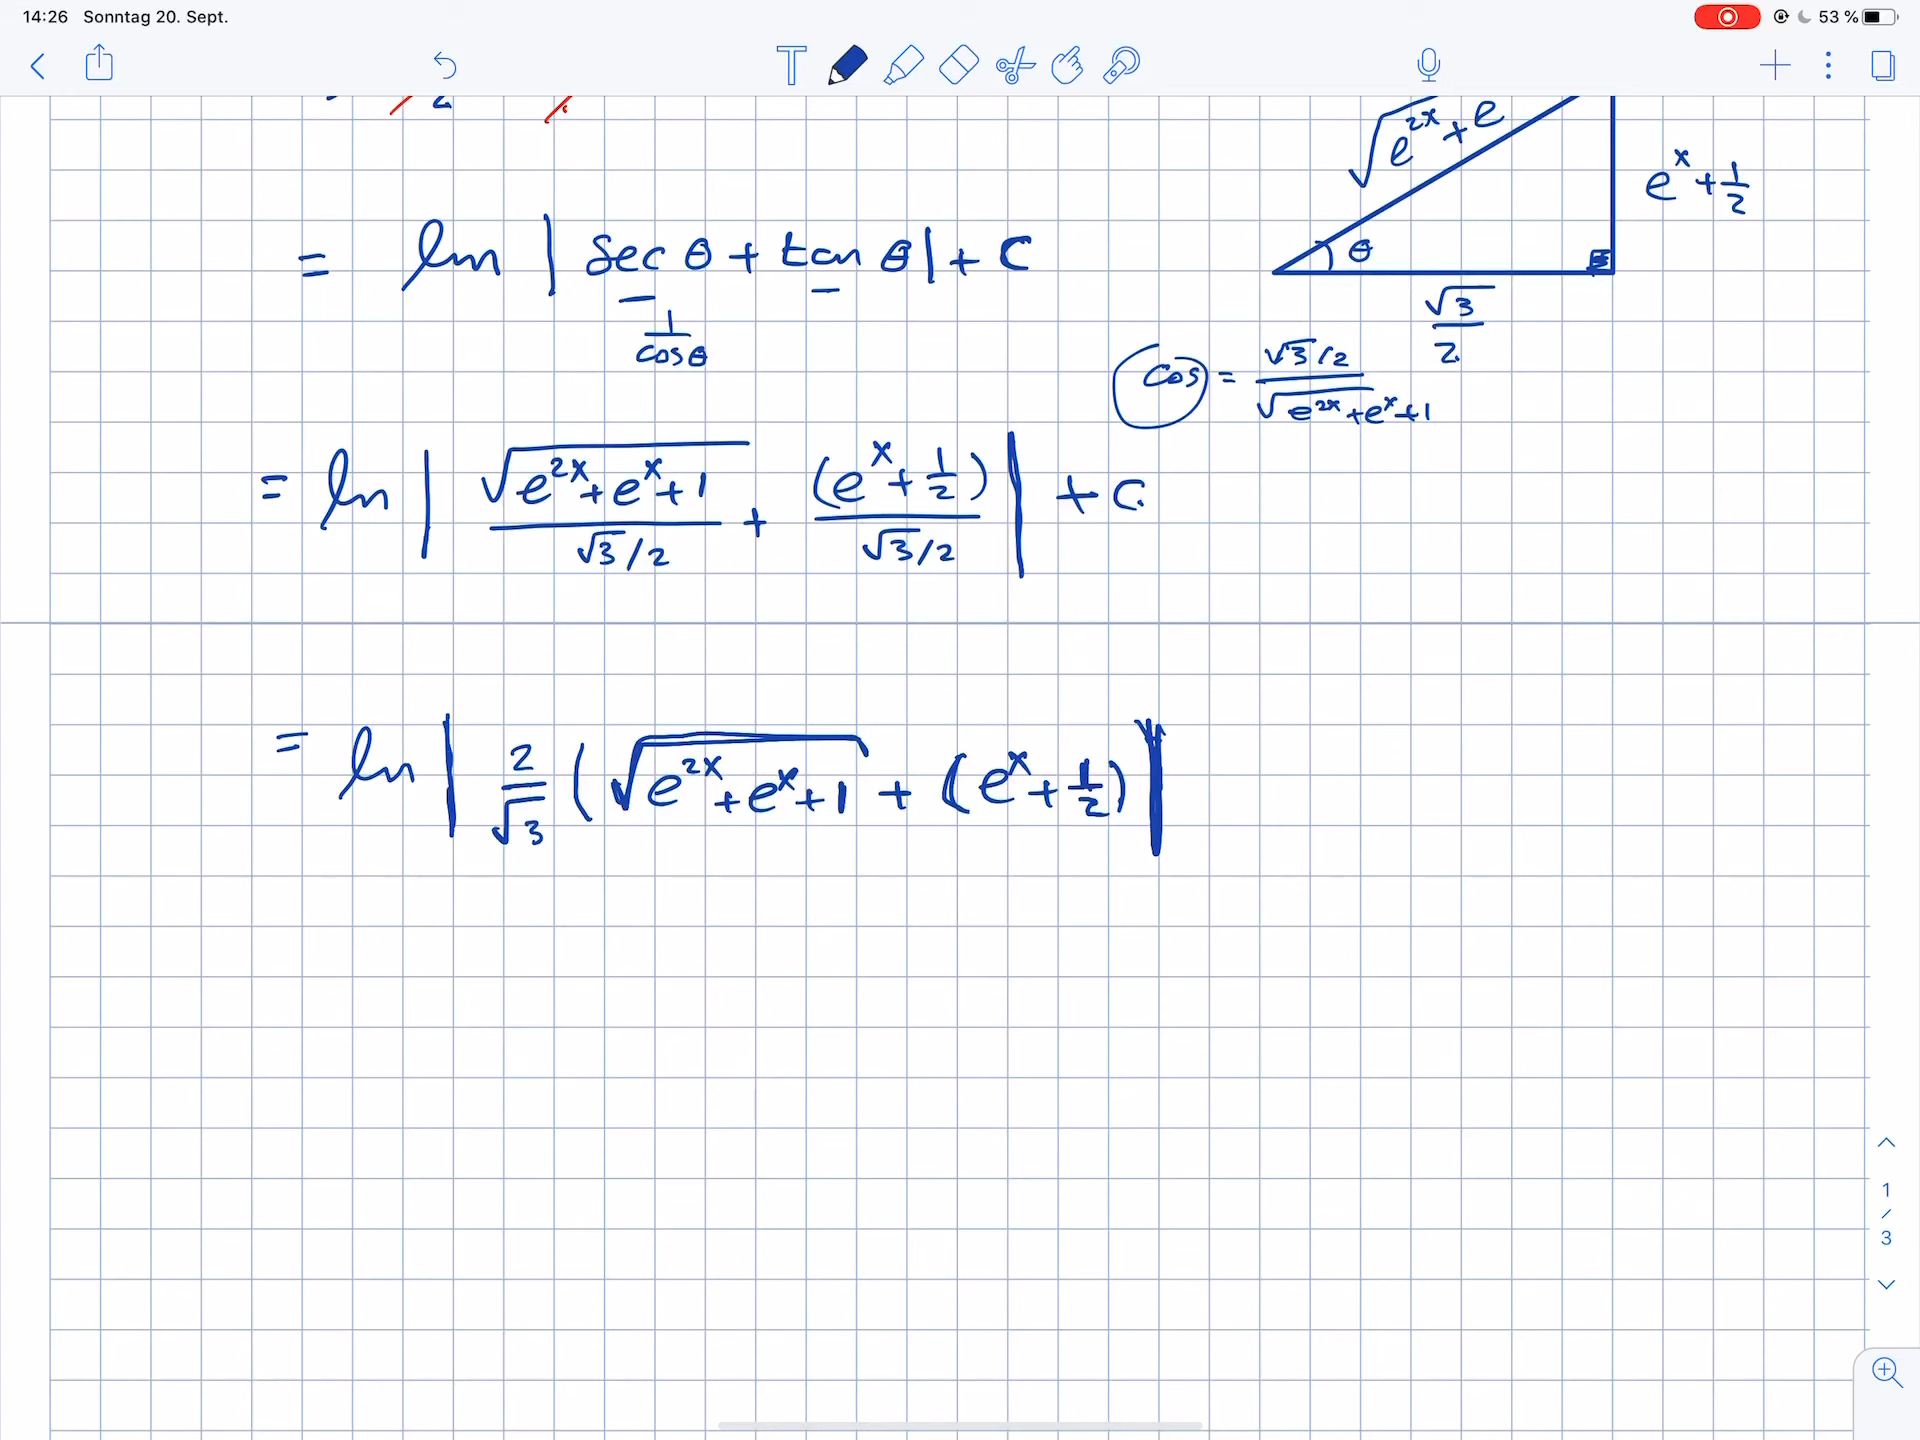 14:26 Sonntag 20. Sept.
53 %
T
√e^2x + e
e^x + 1/2
= ln | sec θ + tan θ | + C
θ
1/cosθ
√3/2
cos = √3/2 / √e^2x + e^x + 1
= ln | √e^2x + e^x + 1 / √3/2 + (e^x + 1/2) / √3/2 | + C.
= ln | 2/√3 ( √e^2x + e^x + 1 + (e^x + 1/2) |
1
/
3